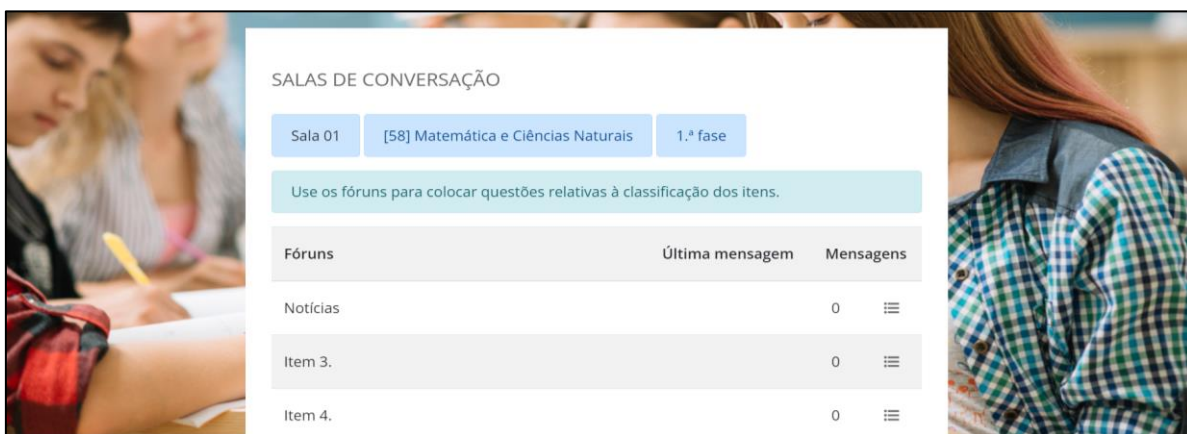 SALAS DE CONVERSAÇÃO
Sala 01 [58] Matemática e Ciências Naturais 1.ª fase
Use os fóruns para colocar questões relativas à classificação dos itens.
Fóruns Última mensagem Mensagens
Notícias 0
Item 3. 0
Item 4. 0